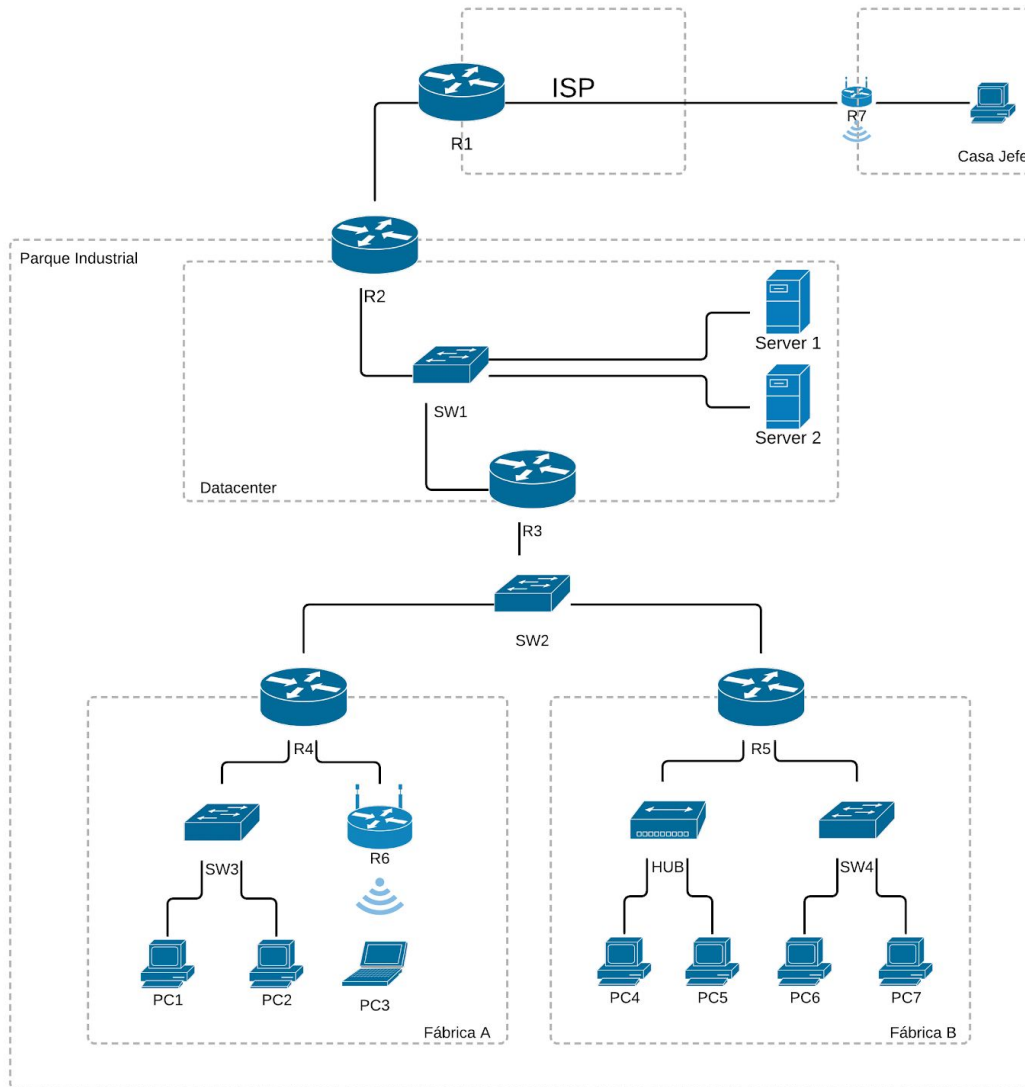 ISP
R1
R7
Casa Jefe
Parque Industrial
R2
Server 1
SW1
Server 2
Datacenter
R3
SW2
R4
R5
SW3
R6
HUB
SW4
PC1
PC2
PC3
PC4
PC5
PC6
PC7
Fábrica A
Fábrica B